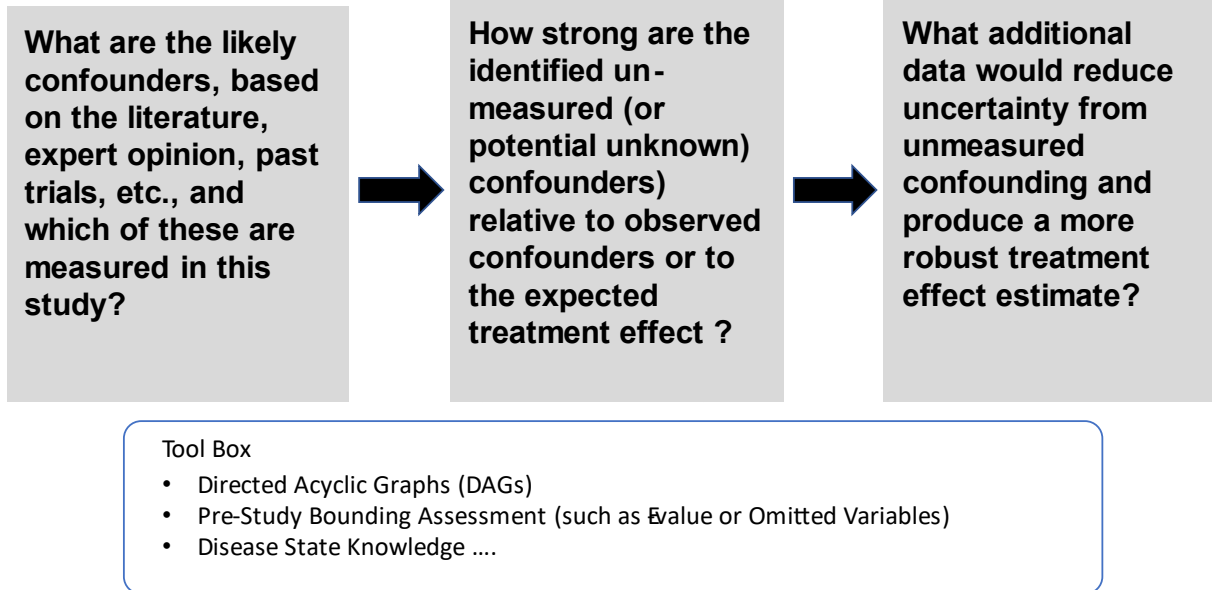 What are the likely
confounders, based
on the literature,
expert opinion, past
trials, etc., and
which of these are
measured in this
study?
How strong are the
identified un-
measured (or
potential unknown)
confounders)
relative to observed
confounders or to
the expected
treatment effect ?
What additional
data would reduce
uncertainty from
unmeasured
confounding and
produce a more
robust treatment
effect estimate?
Tool Box
• Directed Acyclic Graphs (DAGs)
• Pre-Study Bounding Assessment (such as Evalue or Omitted Variables)
• Disease State Knowledge ....